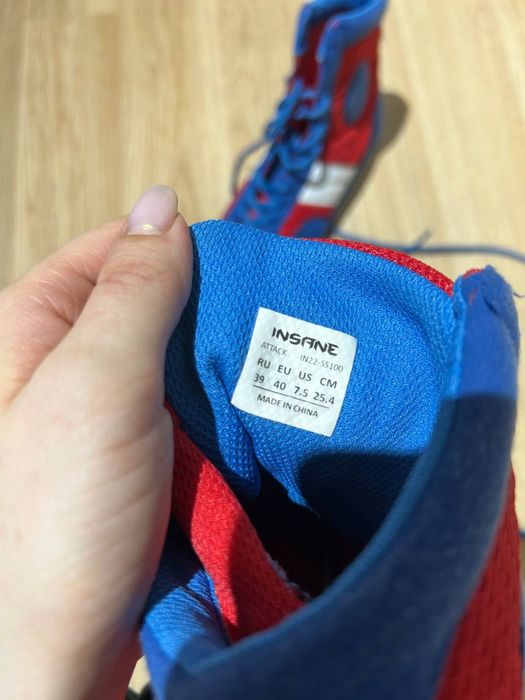 INSANE
ATTACK IN22-SS100
RU EU US CM
39 40 7.5 25.4
MADE IN CHINA